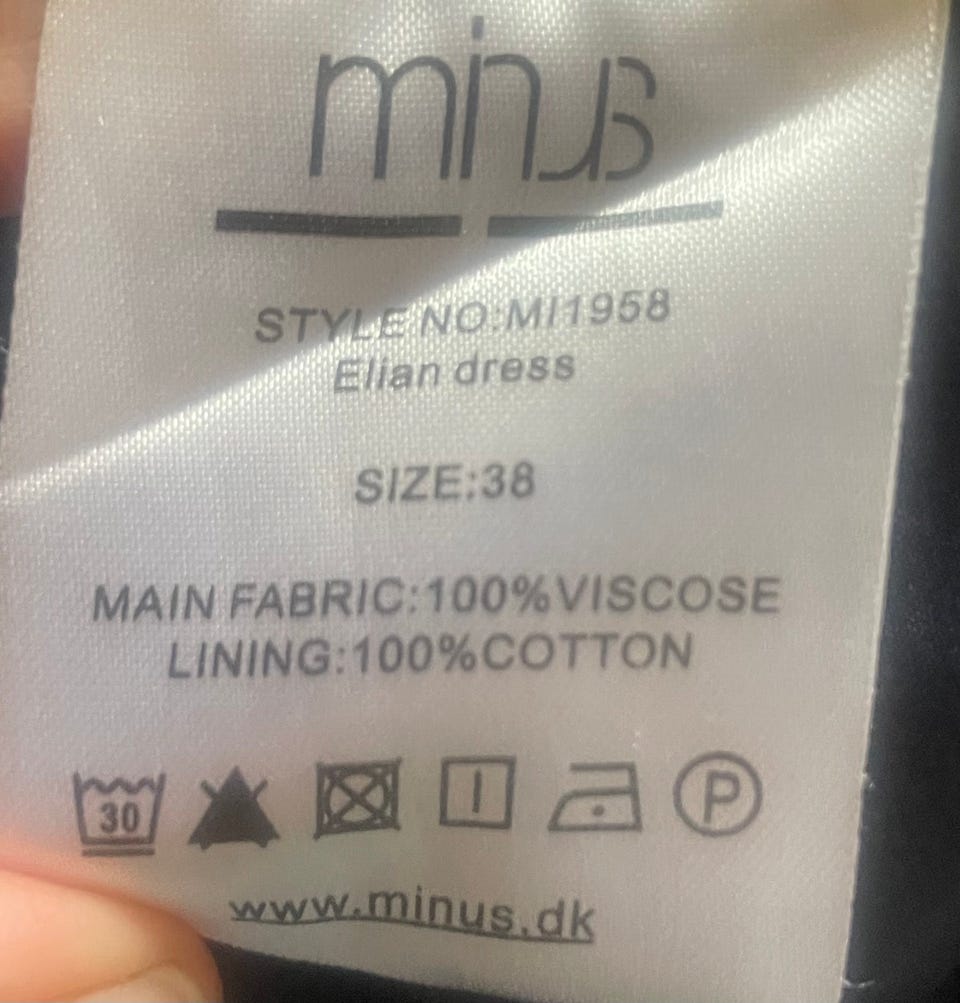 minus
STYLE NO:MI1958
Elian dress
SIZE:38
MAIN FABRIC:100%VISCOSE
LINING:100%COTTON
30 P
www.minus.dk